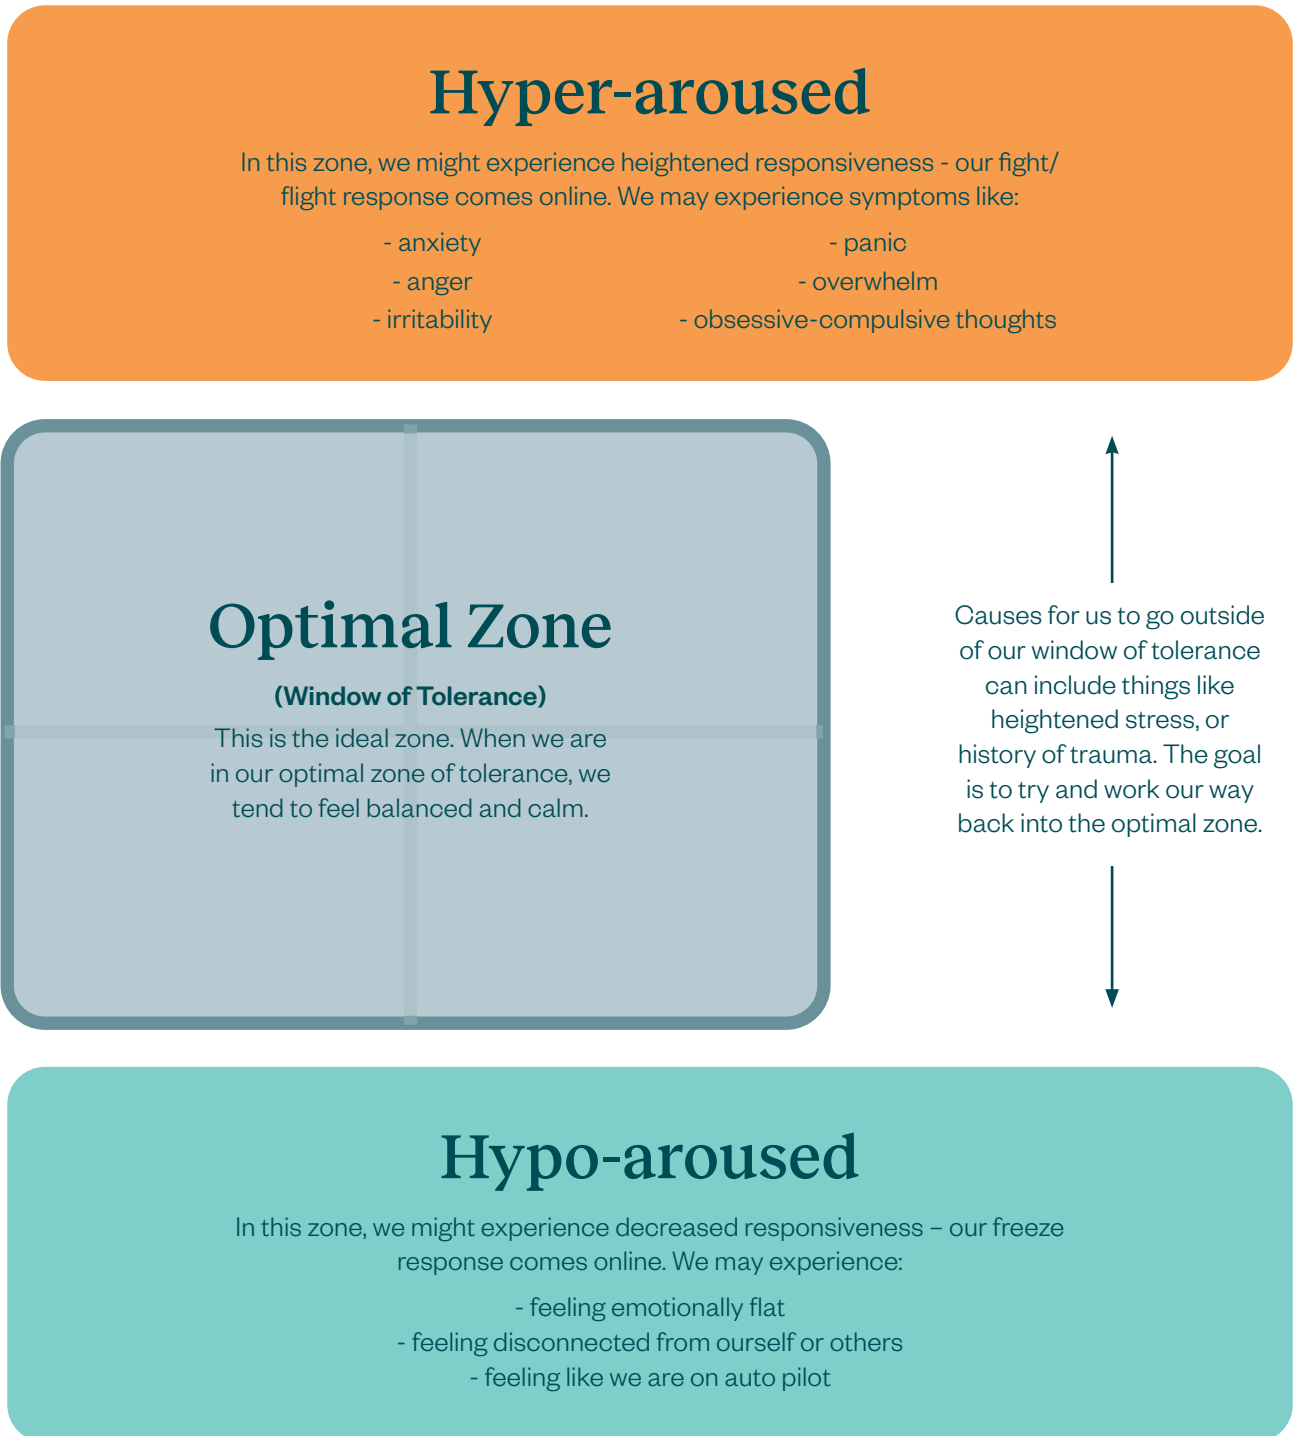 Hyper-aroused
In this zone, we might experience heightened responsiveness - our fight/
flight response comes online. We may experience symptoms like:
- anxiety
- anger
- irritability
- panic
- overwhelm
- obsessive-compulsive thoughts
Optimal Zone
(Window of Tolerance)
This is the ideal zone. When we are
in our optimal zone of tolerance, we
tend to feel balanced and calm.
Causes for us to go outside
of our window of tolerance
can include things like
heightened stress, or
history of trauma. The goal
is to try and work our way
back into the optimal zone.
Hypo-aroused
In this zone, we might experience decreased responsiveness – our freeze
response comes online. We may experience:
- feeling emotionally flat
- feeling disconnected from ourself or others
- feeling like we are on auto pilot